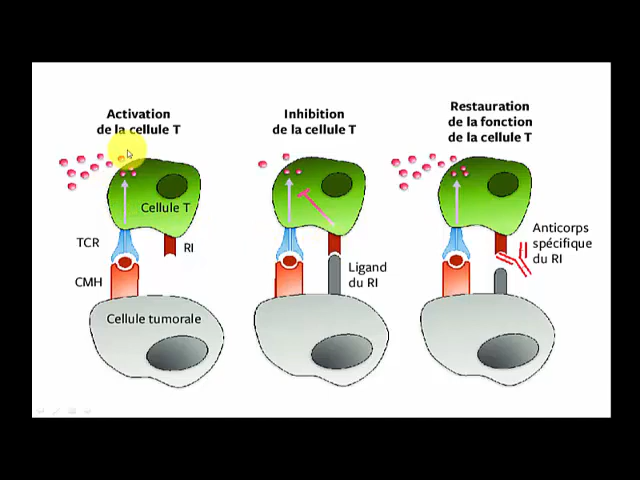 Activation
de la cellule T
Inhibition
de la cellule T
Restauration
de la fonction
de la cellule T
Cellule T
TCR
RI
CMH
Cellule tumorale
Ligand
du RI
Anticorps
spécifique
du RI